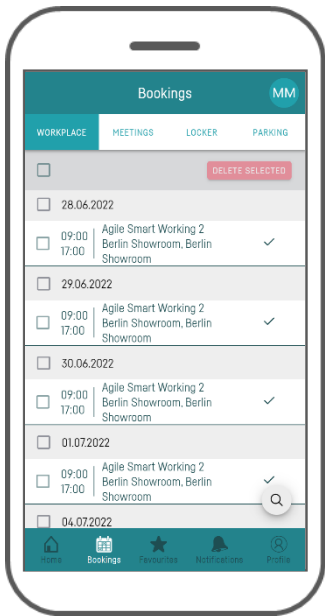 Bookings
MM
WORKPLACE
MEETINGS
LOCKER
PARKING
DELETE SELECTED
28.06.2022
09:00
17:00
Agile Smart Working 2
Berlin Showroom, Berlin
Showroom
29.06.2022
09:00
17:00
Agile Smart Working 2
Berlin Showroom, Berlin
Showroom
30.06.2022
09:00
17:00
Agile Smart Working 2
Berlin Showroom, Berlin
Showroom
01.07.2022
09:00
17:00
Agile Smart Working 2
Berlin Showroom, Berlin
Showroom
04.07.2022
Home
Bookings
Favourites
Notifications
Profile